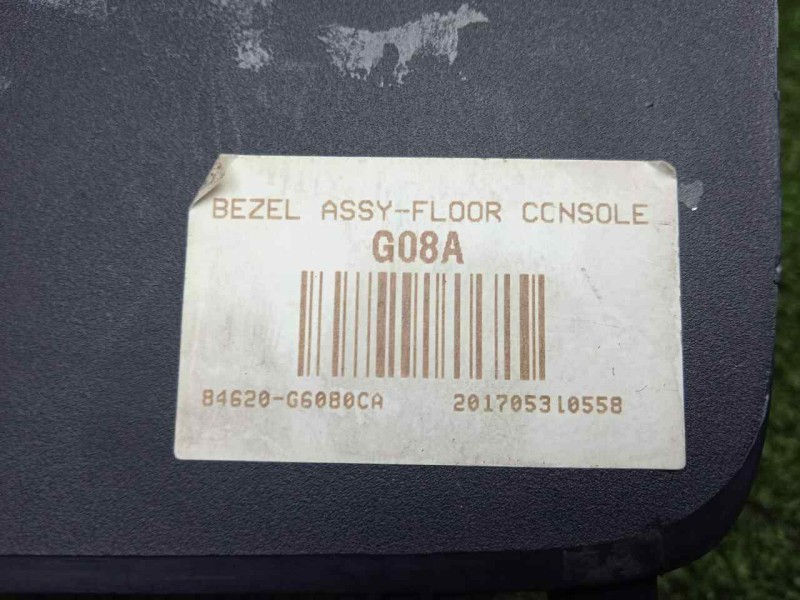 BEZEL ASSY-FLOOR CONSOLE
G08A
84620-G6080CA 201705310558